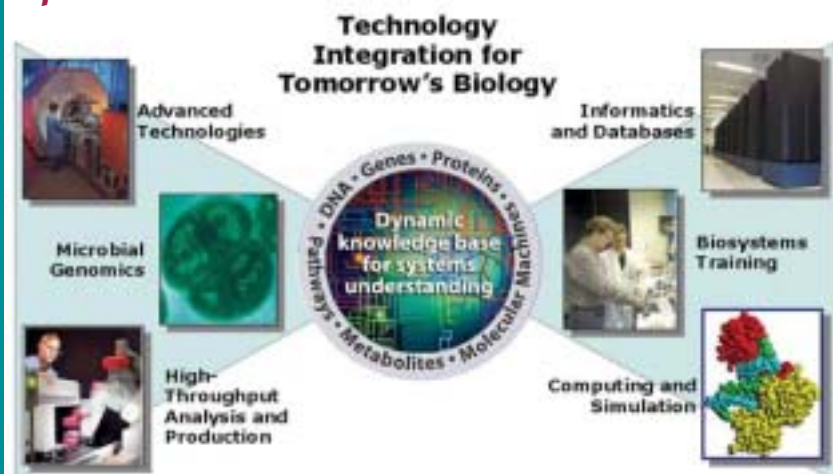 Technology
Integration for
Tomorrow's Biology
Advanced
Technologies
Informatics
and Databases
DNA • Genes • Proteins • Molecular Machines • Metabolites • Pathways •
Dynamic
knowledge base
for systems
understanding
Microbial
Genomics
Biosystems
Training
High-
Throughput
Analysis and
Production
Computing and
Simulation